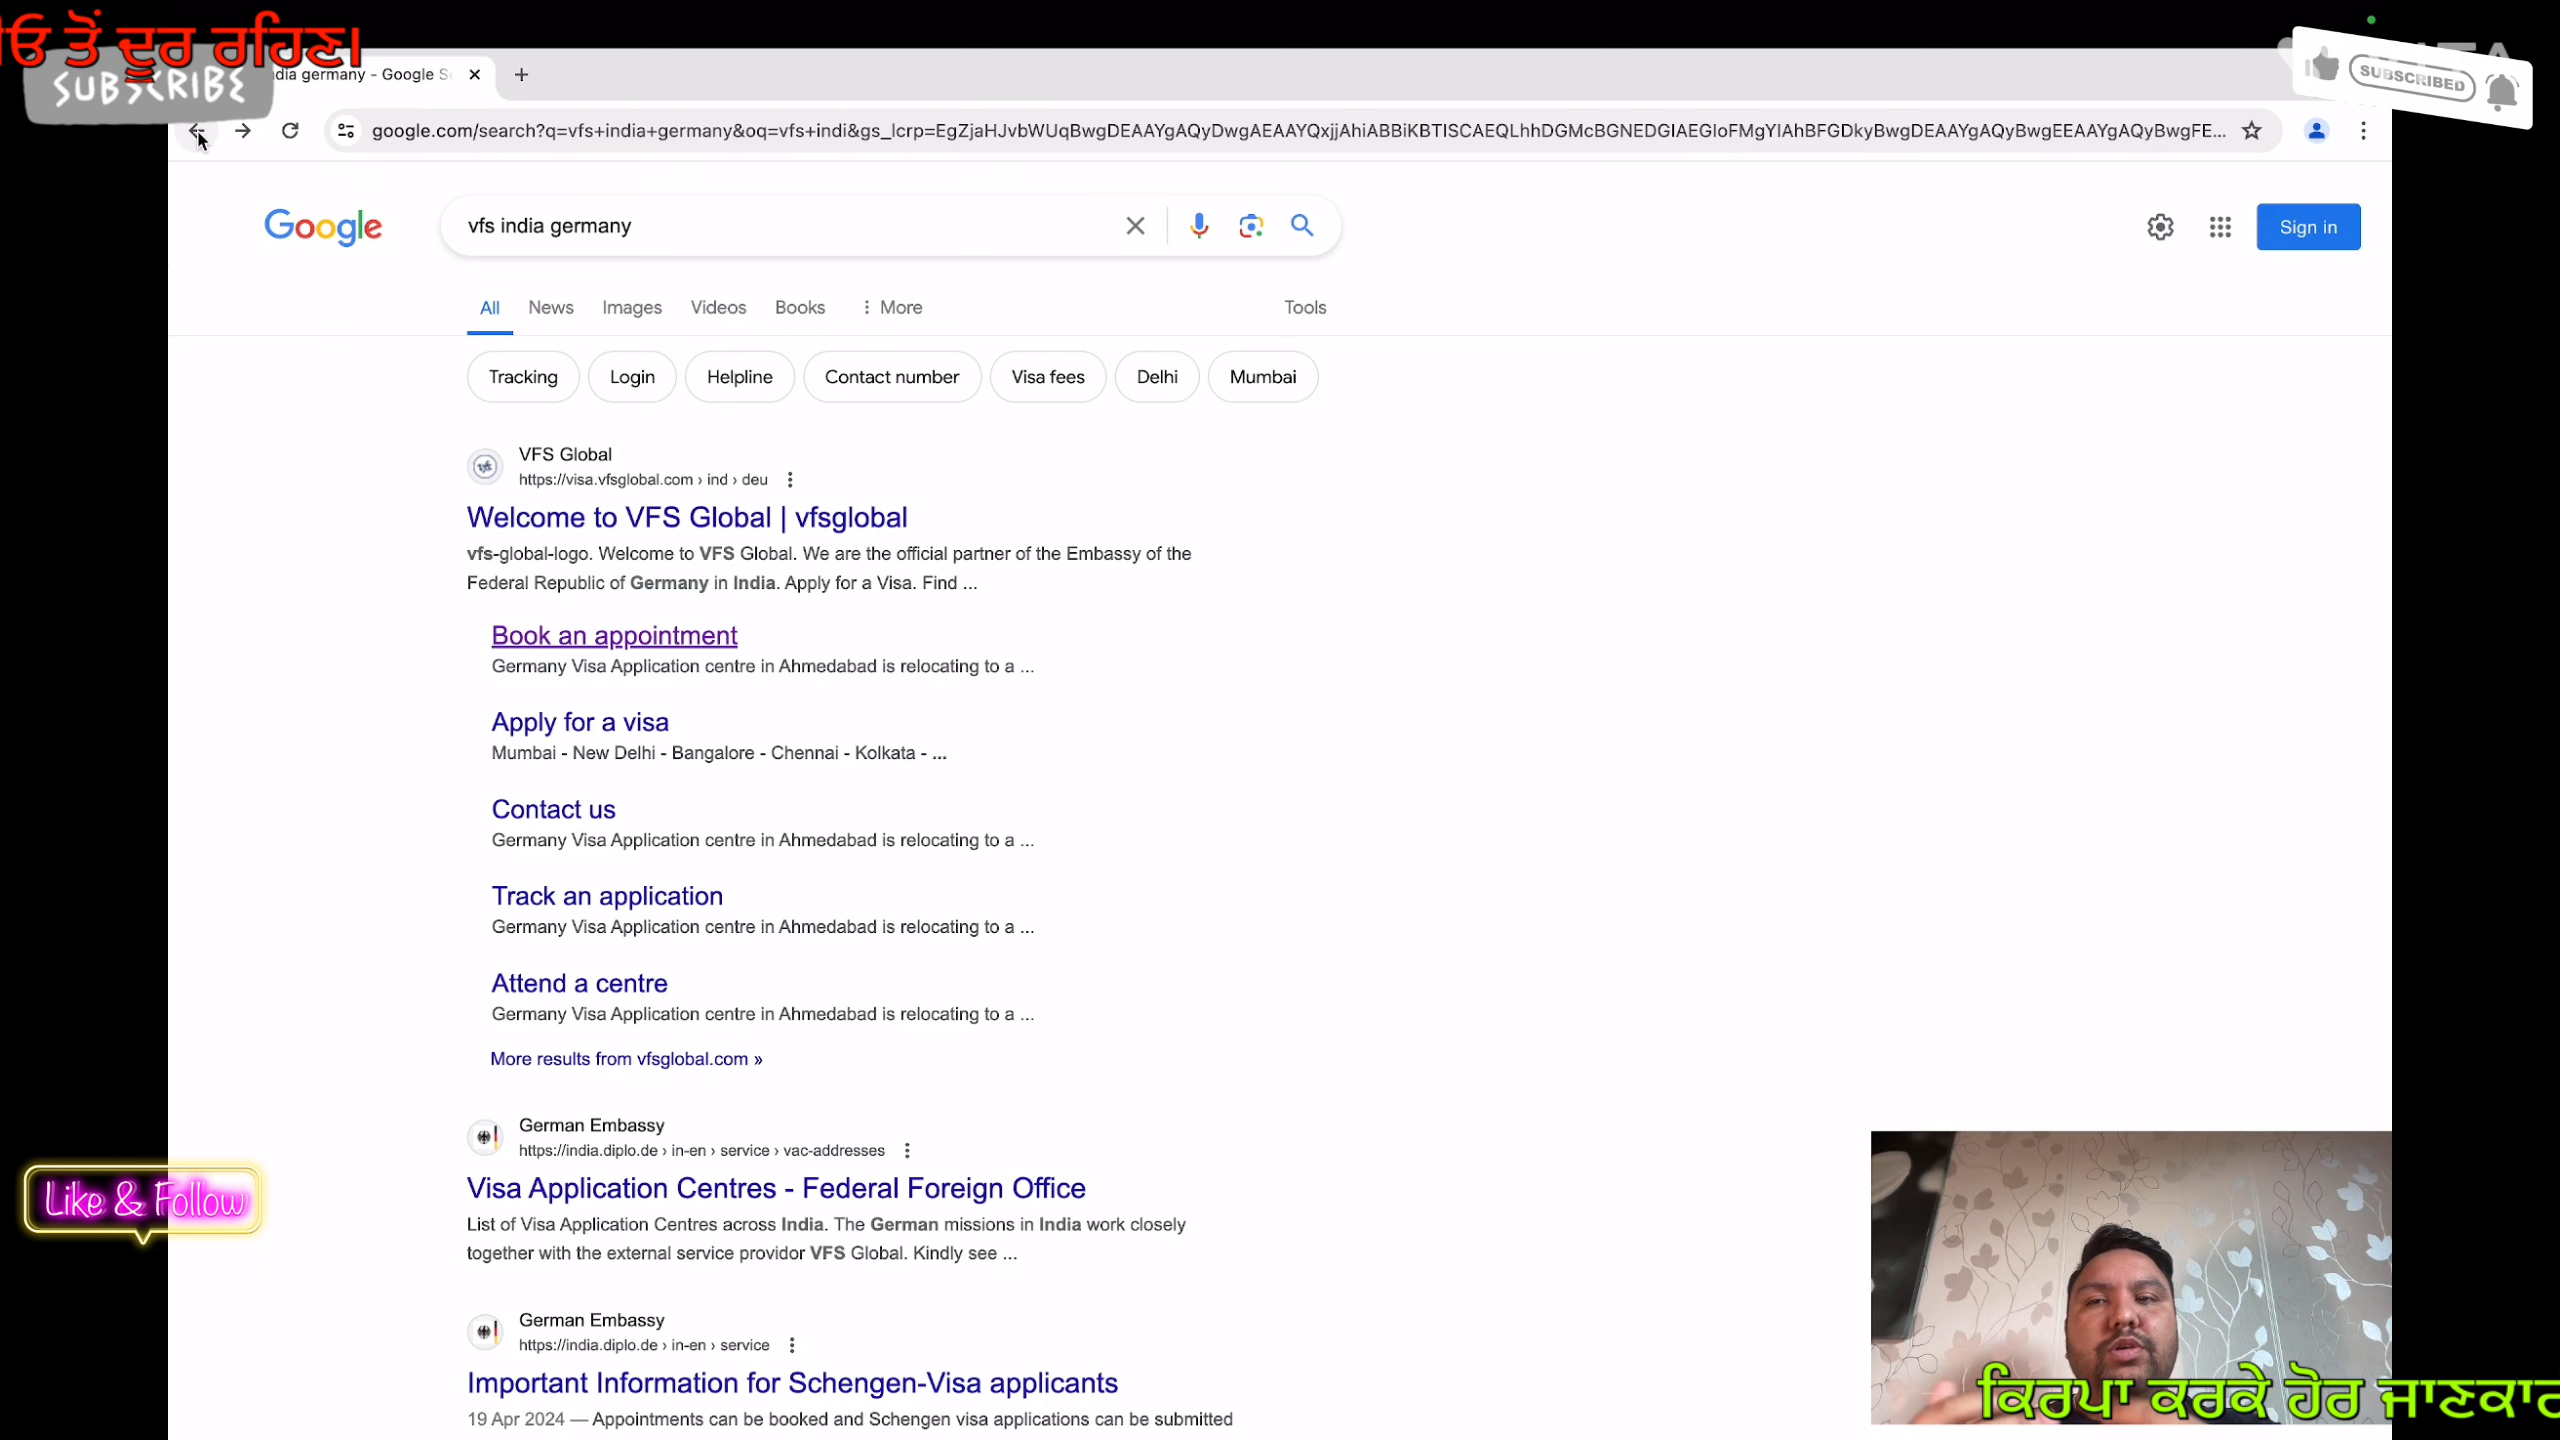 ਤੋਂ ਦੂਰ ਰਹਿਣ।
SUBSCRIBE
dia germany - Google S
SUBSCRIBED
google.com/search?q=vfs+india+germany&oq=vfs+indi&gs_lcrp=EgZjaHJvbWUqBwgDEAAYgAQyDwgAEAAYQxjjAhiABBiKBTISCAEQLhhDGMcBGNEDGIAEGIoFMgYIAhBFGDkyBwgDEAAYgAQyBwgEEAAYgAQyBwgFE...
Google
vfs india germany
Sign in
All News Images Videos Books More Tools
Tracking Login Helpline Contact number Visa fees Delhi Mumbai
VFS Global
https://visa.vfsglobal.com › ind › deu
Welcome to VFS Global | vfsglobal
vfs-global-logo. Welcome to VFS Global. We are the official partner of the Embassy of the
Federal Republic of Germany in India. Apply for a Visa. Find ...
Book an appointment
Germany Visa Application centre in Ahmedabad is relocating to a ...
Apply for a visa
Mumbai - New Delhi - Bangalore - Chennai - Kolkata - ...
Contact us
Germany Visa Application centre in Ahmedabad is relocating to a ...
Track an application
Germany Visa Application centre in Ahmedabad is relocating to a ...
Attend a centre
Germany Visa Application centre in Ahmedabad is relocating to a ...
More results from vfsglobal.com »
German Embassy
https://india.diplo.de › in-en › service › vac-addresses
Visa Application Centres - Federal Foreign Office
List of Visa Application Centres across India. The German missions in India work closely
together with the external service providor VFS Global. Kindly see ...
Like & Follow
German Embassy
https://india.diplo.de › in-en › service
Important Information for Schengen-Visa applicants
19 Apr 2024 — Appointments can be booked and Schengen visa applications can be submitted
ਕਿਰਪਾ ਕਰਕੇ ਹੋਰ ਜਾਣਕਾਰ